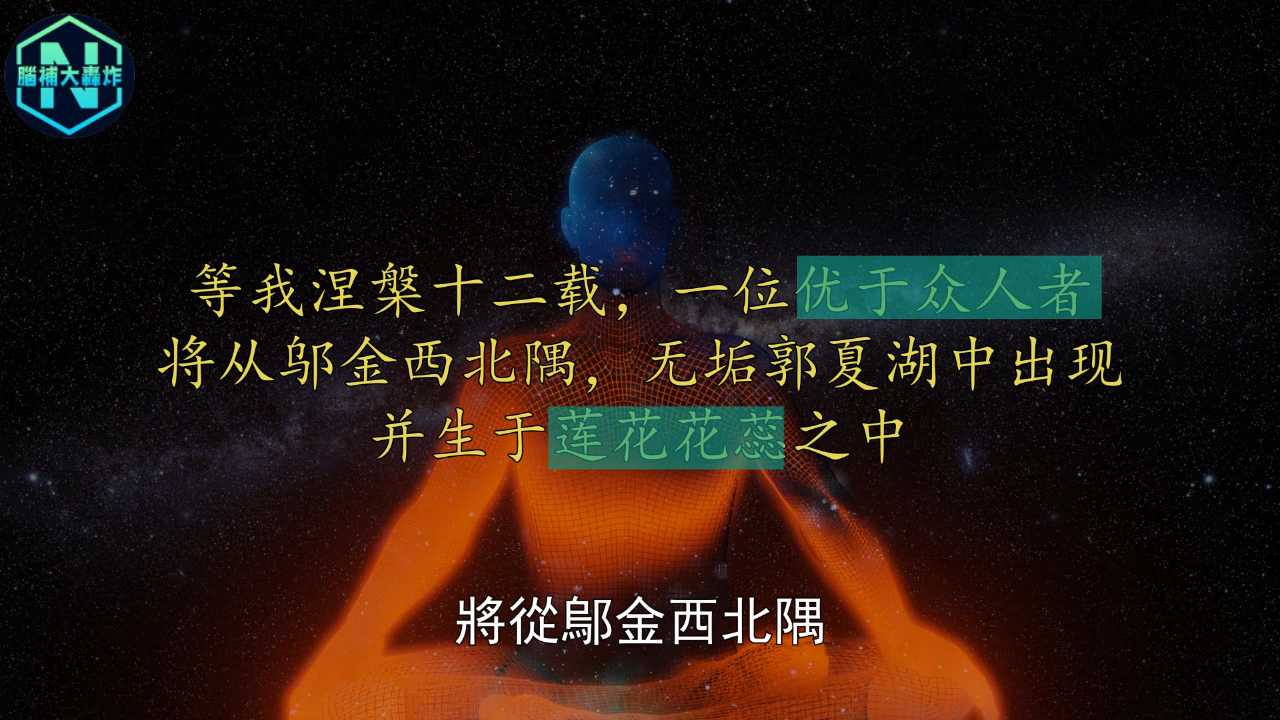 腦補大轟炸
N
等我涅槃十二载，一位优于众人者
将从邬金西北隅，无垢郭夏湖中出现
并生于莲花花蕊之中
將從鄔金西北隅